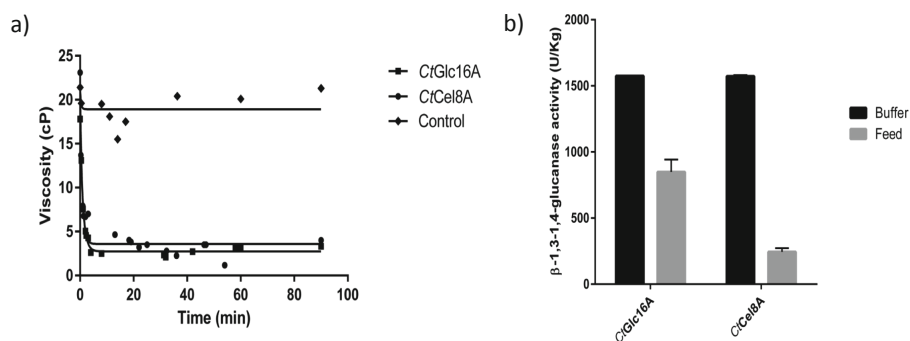 a)
25
20
15
10
5
0
Viscosity (cP)
0 20 40 60 80 100
Time (min)
CtGlc16A
CtCel8A
Control
b)
2000
1500
1000
500
0
β-1,3-1,4-glucanase activity (U/Kg)
CtGlc16A
CtCel8A
Buffer
Feed